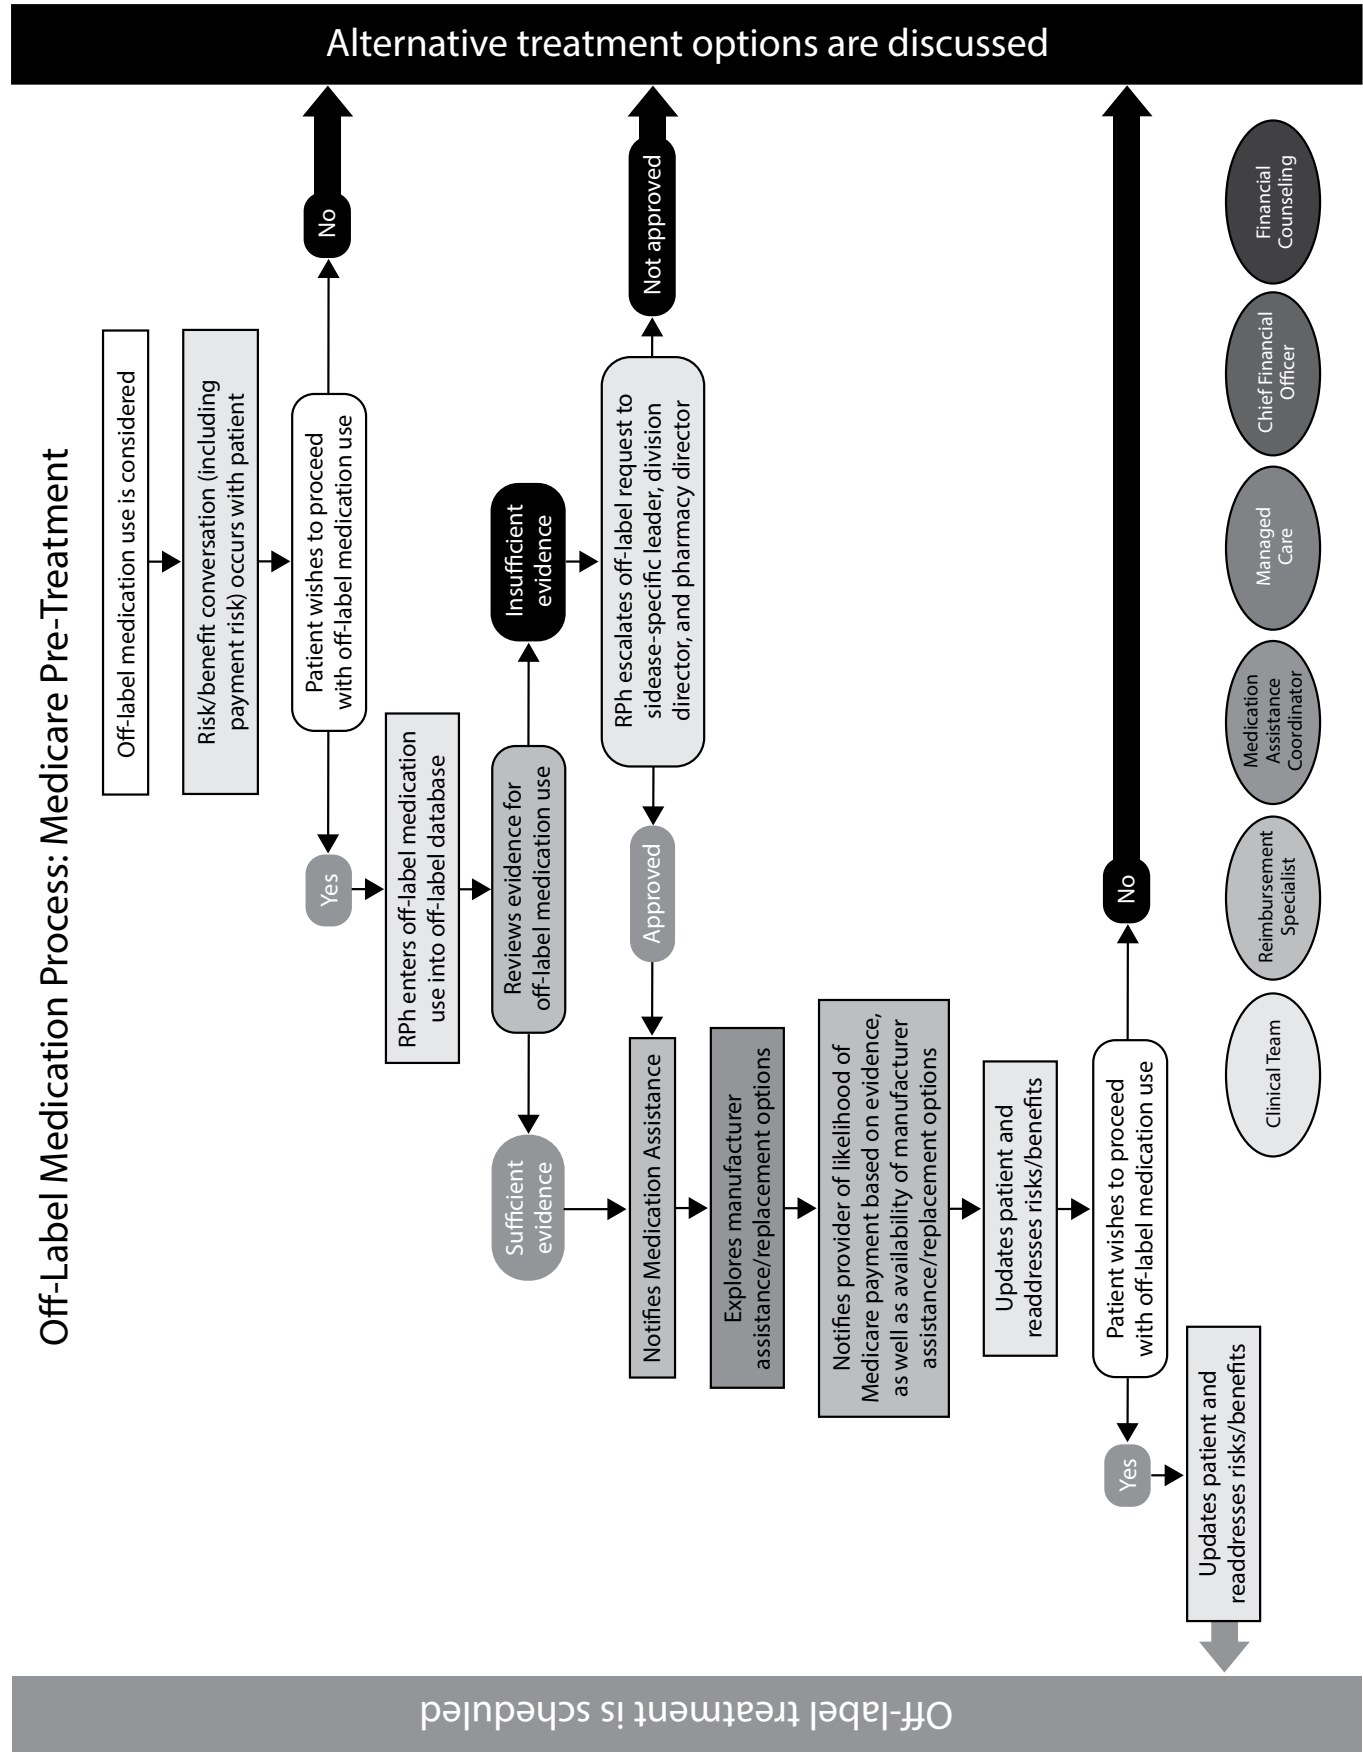 Off-Label Medication Process: Medicare Pre-Treatment
Off-label medication use is considered
Risk/benefit conversation (including
payment risk) occurs with patient
Patient wishes to proceed
with off-label medication use
No
Yes
RPh enters off-label medication
use into off-label database
Reviews evidence for
off-label medication use
Insufficient
evidence
Sufficient
evidence
RPh escalates off-label request to
sidease-specific leader, division
director, and pharmacy director
Not approved
Approved
Notifies Medication Assistance
Explores manufacturer
assistance/replacement options
Notifies provider of likelihood of
Medicare payment based on evidence,
as well as availability of manufacturer
assistance/replacement options
Updates patient and
readdresses risks/benefits
Patient wishes to proceed
with off-label medication use
No
Yes
Updates patient and
readdresses risks/benefits
Off-label treatment is scheduled
Alternative treatment options are discussed
Clinical Team
Reimbursement
Specialist
Medication
Assistance
Coordinator
Managed
Care
Chief Financial
Officer
Financial
Counseling